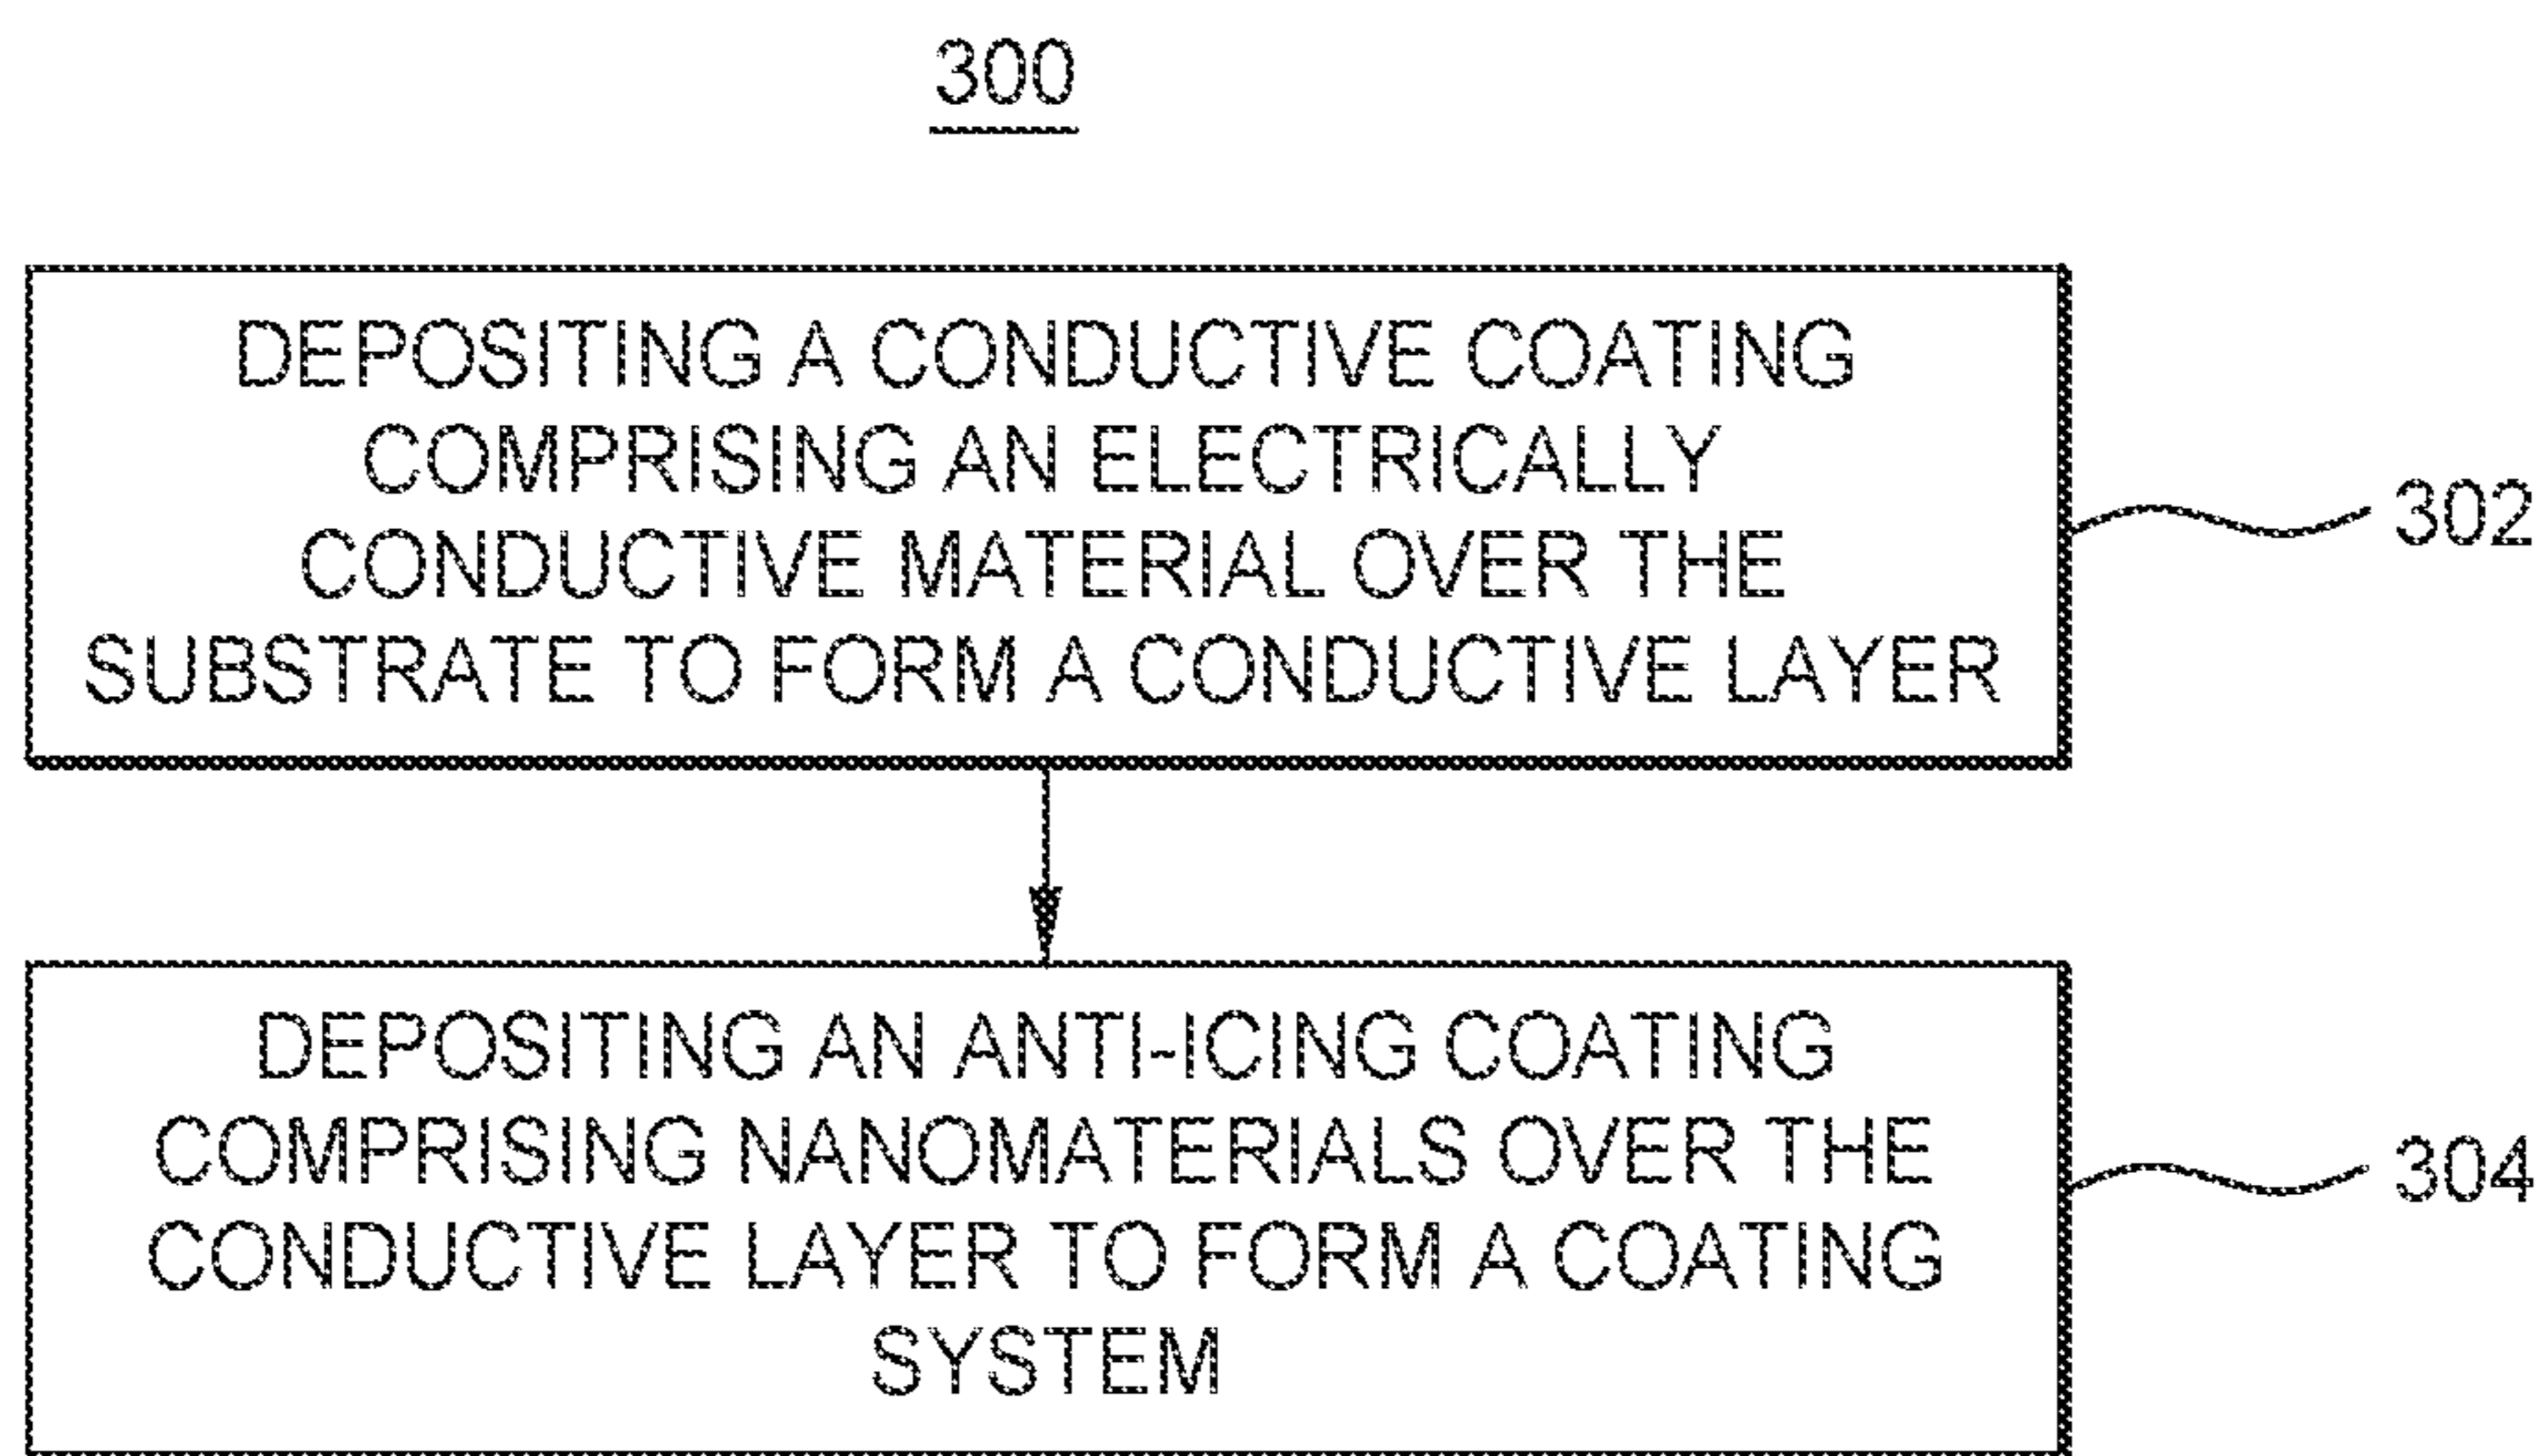 300
DEPOSITING A CONDUCTIVE COATING
COMPRISING AN ELECTRICALLY
CONDUCTIVE MATERIAL OVER THE
SUBSTRATE TO FORM A CONDUCTIVE LAYER
302
DEPOSITING AN ANTI-ICING COATING
COMPRISING NANOMATERIALS OVER THE
CONDUCTIVE LAYER TO FORM A COATING
SYSTEM
304